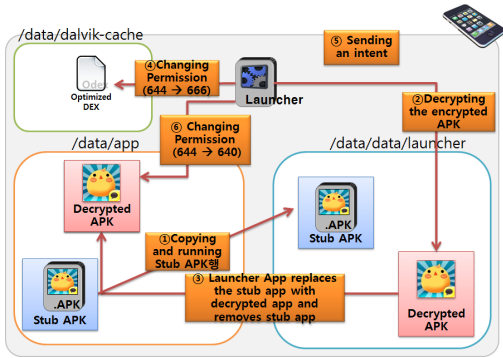 /data/dalvik-cache
⑤ Sending
an intent
④Changing
Permission
(644 → 666)
Odex
Optimized
DEX
Launcher
②Decrypting
the encrypted
APK
⑥ Changing
Permission
(644 → 640)
/data/app
/data/data/launcher
Decrypted
APK
.APK
Stub APK
①Copying
and running
Stub APK행
.APK
Stub APK
③ Launcher App replaces
the stub app with
decrypted app and
removes stub app
Decrypted
APK